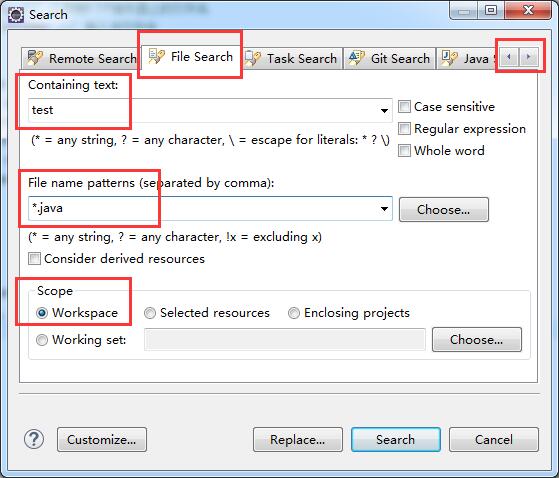 Search
Remote Search
File Search
Task Search
Git Search
Java S
Containing text:
test
Case sensitive
(* = any string, ? = any character, \ = escape for literals: * ? \)
Regular expression
Whole word
File name patterns (separated by comma):
*.java
Choose...
(* = any string, ? = any character, !x = excluding x)
Consider derived resources
Scope
Workspace
Selected resources
Enclosing projects
Working set:
Choose...
?
Customize...
Replace...
Search
Cancel